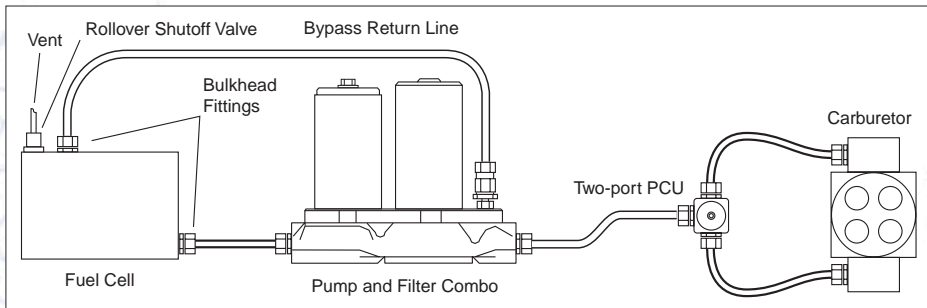 Rollover Shutoff Valve
Bypass Return Line
Vent
Bulkhead
Fittings
Carburetor
Two-port PCU
Fuel Cell
Pump and Filter Combo